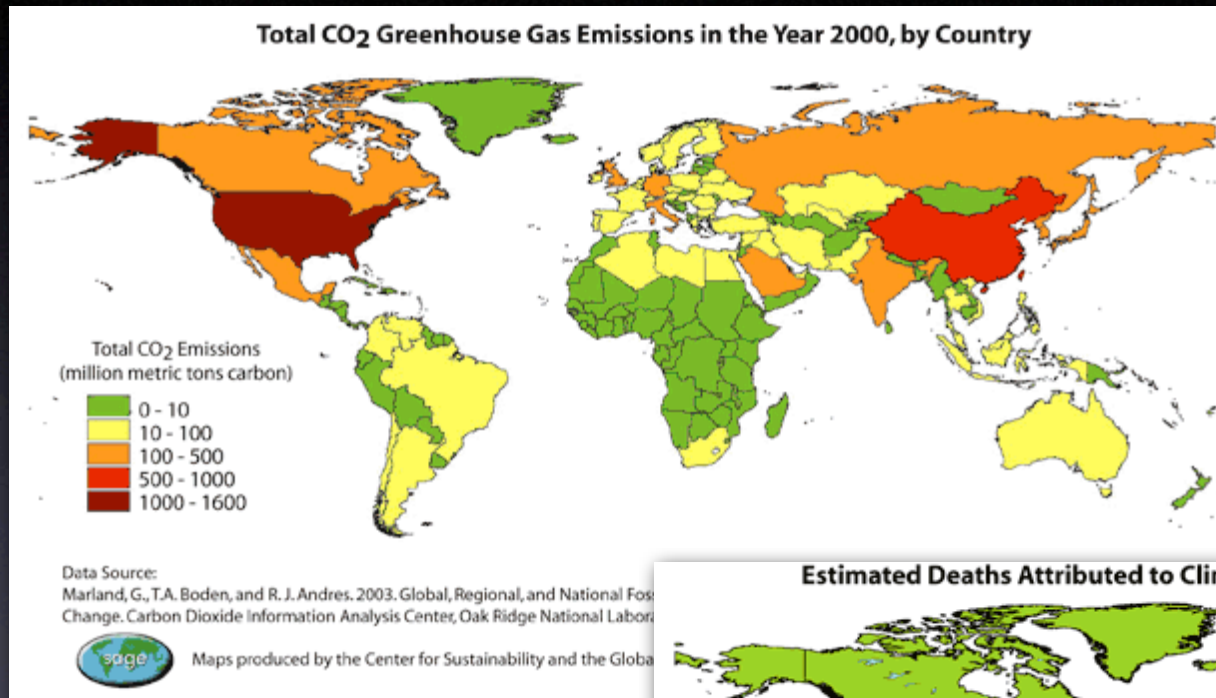 Total CO2 Greenhouse Gas Emissions in the Year 2000, by Country
Total CO2 Emissions
(million metric tons carbon)
0 - 10
10 - 100
100 - 500
500 - 1000
1000 - 1600
Data Source:
Marland, G., T.A. Boden, and R. J. Andres. 2003. Global, Regional, and National Fos
Change. Carbon Dioxide Information Analysis Center, Oak Ridge National Labora
sage
Maps produced by the Center for Sustainability and the Globa
Estimated Deaths Attributed to Cli